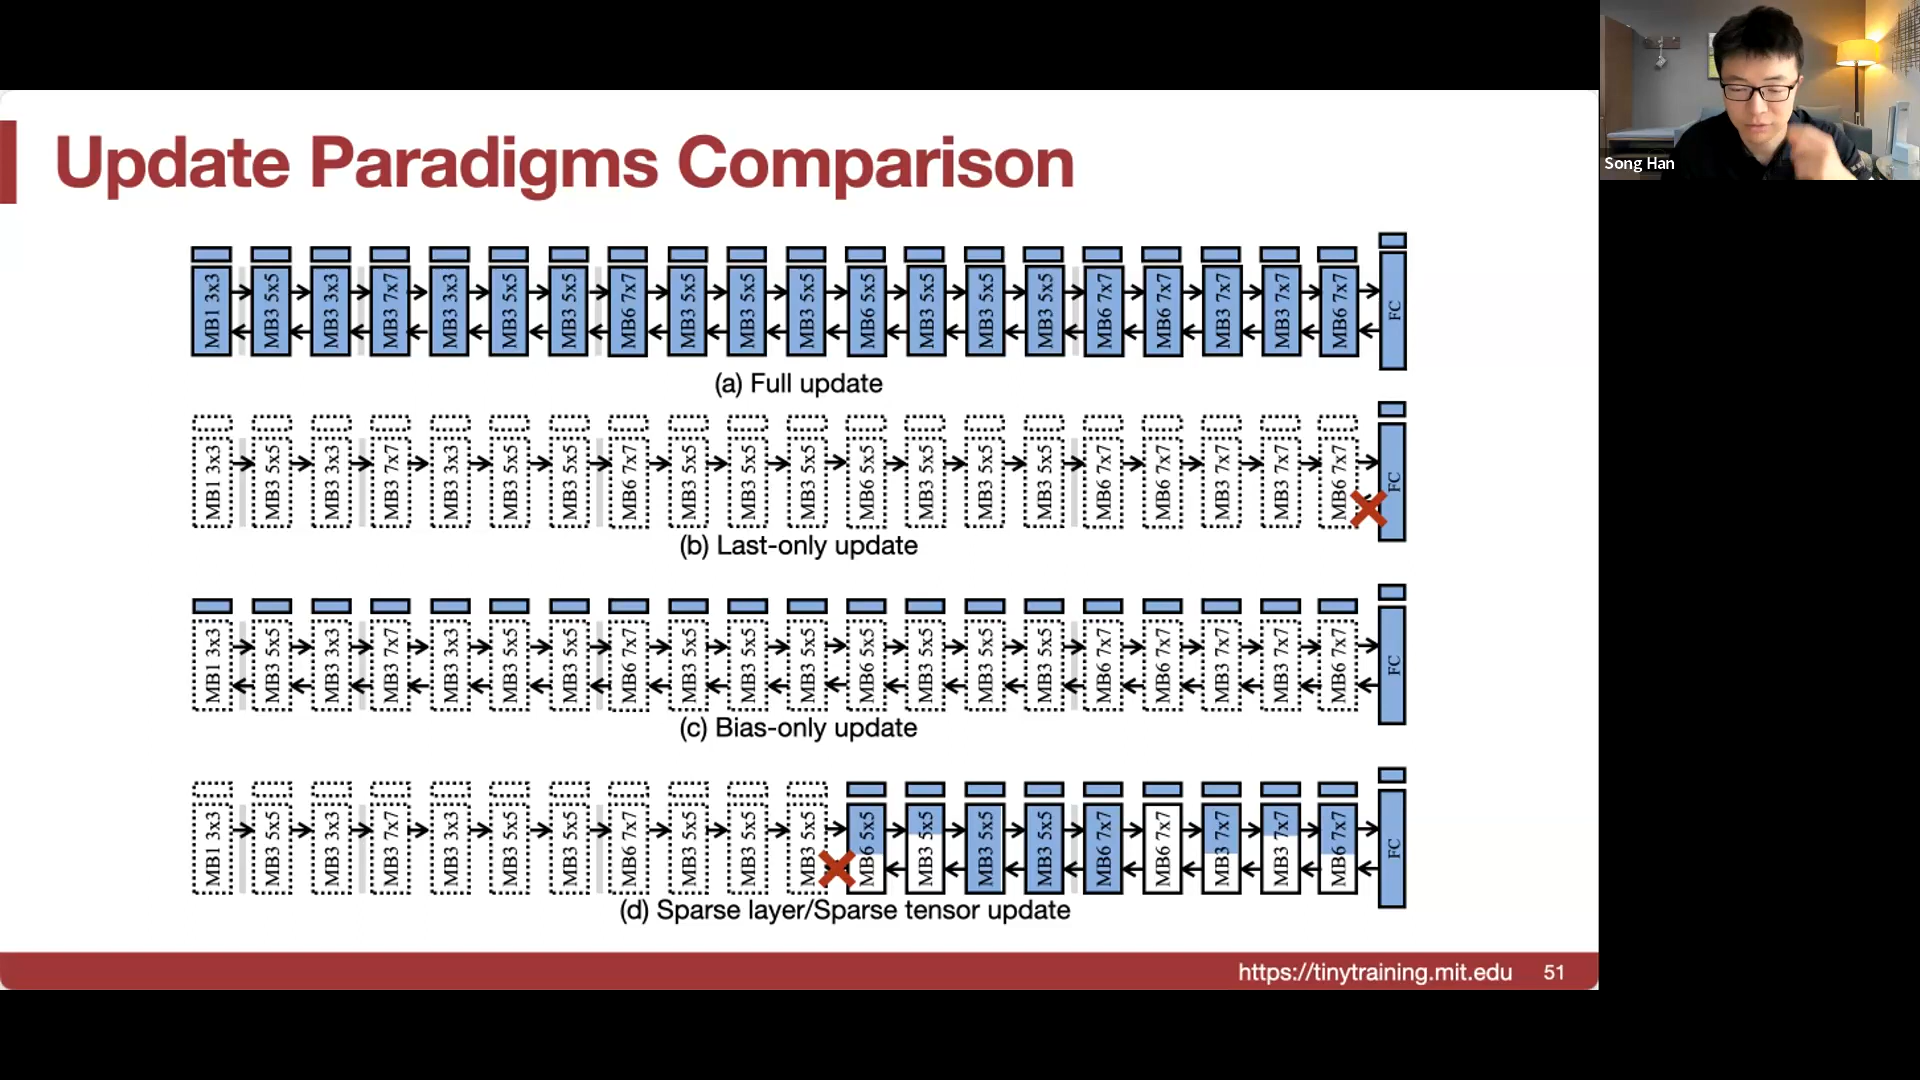 Song Han
Update Paradigms Comparison
MB1 3x3 MB3 5x5 MB3 3x3 MB3 7x7 MB3 3x3 MB3 5x5 MB3 5x5 MB6 7x7 MB3 5x5 MB3 5x5 MB3 5x5 MB6 5x5 MB3 5x5 MB3 5x5 MB3 5x5 MB6 7x7 MB6 7x7 MB3 7x7 MB3 7x7 MB6 7x7 FC
(a) Full update
MB1 3x3 MB3 5x5 MB3 3x3 MB3 7x7 MB3 3x3 MB3 5x5 MB3 5x5 MB6 7x7 MB3 5x5 MB3 5x5 MB3 5x5 MB6 5x5 MB3 5x5 MB3 5x5 MB3 5x5 MB6 7x7 MB6 7x7 MB3 7x7 MB3 7x7 MB6 7x7 FC
(b) Last-only update
MB1 3x3 MB3 5x5 MB3 3x3 MB3 7x7 MB3 3x3 MB3 5x5 MB3 5x5 MB6 7x7 MB3 5x5 MB3 5x5 MB3 5x5 MB6 5x5 MB3 5x5 MB3 5x5 MB3 5x5 MB6 7x7 MB6 7x7 MB3 7x7 MB3 7x7 MB6 7x7 FC
(c) Bias-only update
MB1 3x3 MB3 5x5 MB3 3x3 MB3 7x7 MB3 3x3 MB3 5x5 MB3 5x5 MB6 7x7 MB3 5x5 MB3 5x5 MB3 5x5 MB6 5x5 MB3 5x5 MB3 5x5 MB3 5x5 MB6 7x7 MB6 7x7 MB3 7x7 MB3 7x7 MB6 7x7 FC
(d) Sparse layer/Sparse tensor update
https://tinytraining.mit.edu 51